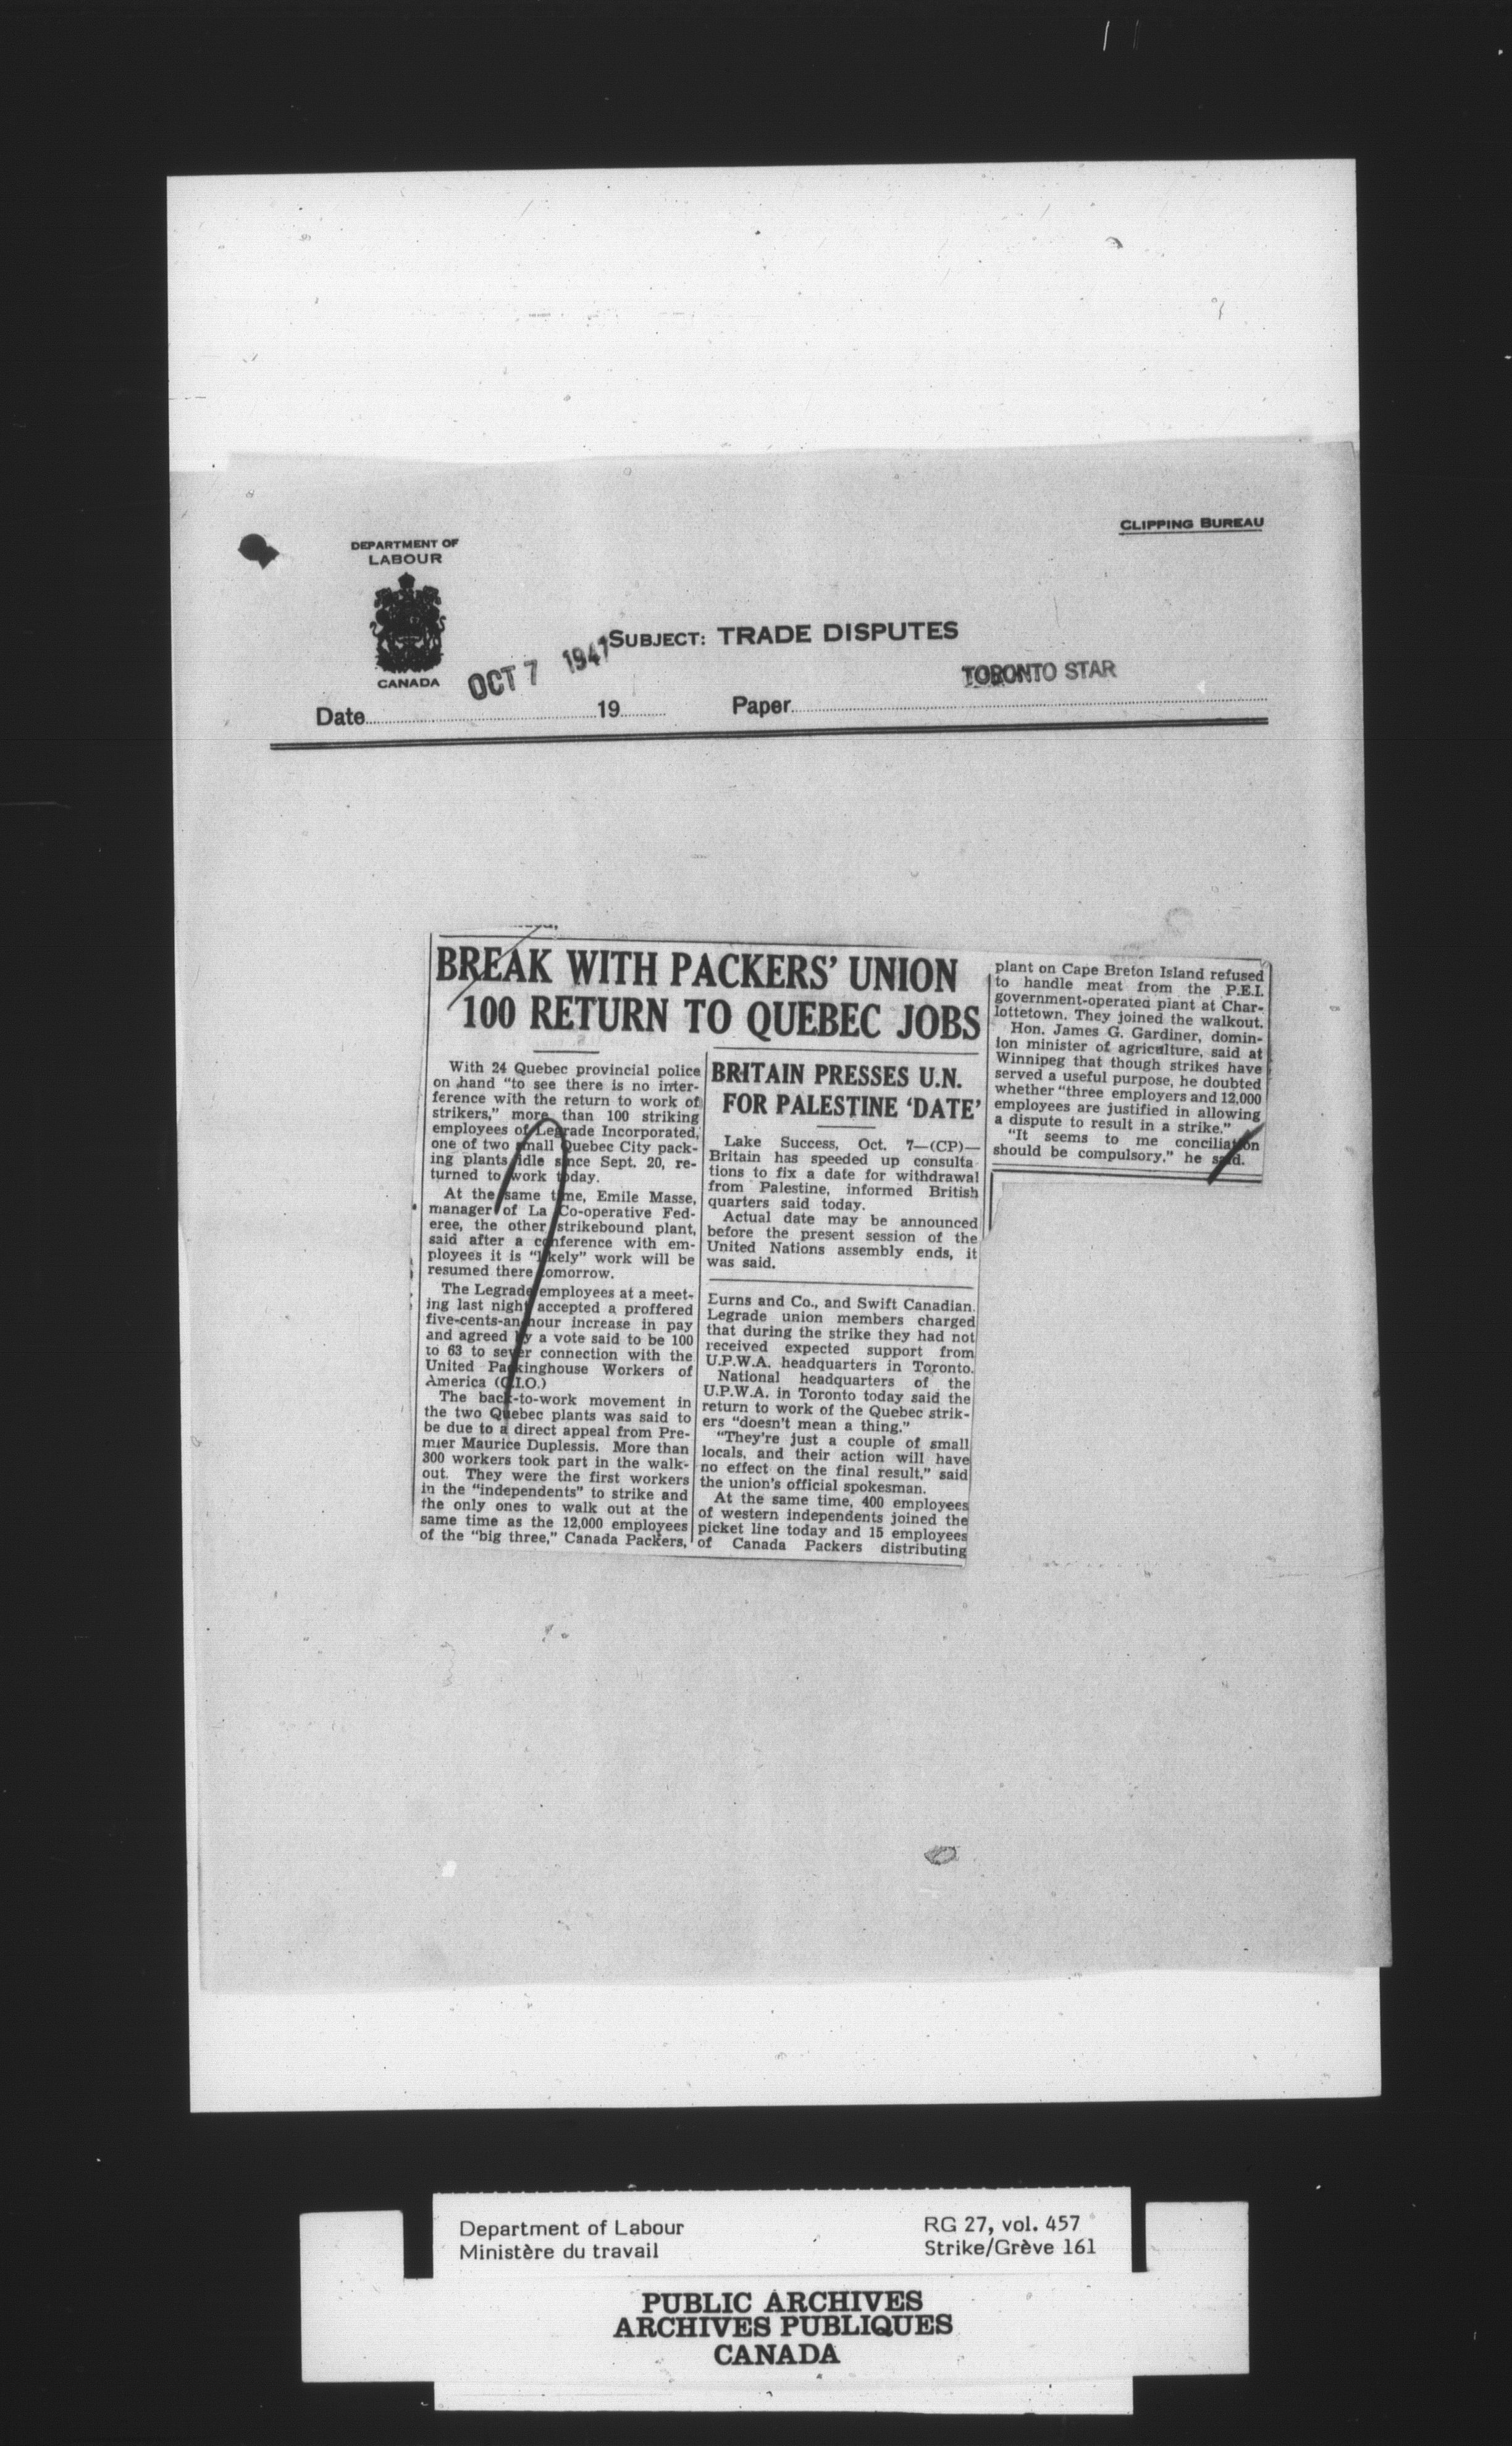 CLIPPING BUREAU
DEPARTMENT OF
LABOUR
CANADA
SUBJECT: TRADE DISPUTES
OCT 7 1947
TORONTO STAR
Date 19 Paper
BREAK WITH PACKERS' UNION
100 RETURN TO QUEBEC JOBS
With 24 Quebec provincial police
on hand "to see there is no inter-
ference with the return to work of
strikers," more than 100 striking
employees of Legrade Incorporated,
one of two small Quebec City pack-
ing plants idle since Sept. 20, re-
turned to work today.
At the same time, Emile Masse,
manager of La Co-operative Fed-
eree, the other strikebound plant,
said after a conference with em-
ployees it is "likely" work will be
resumed there tomorrow.
The Legrade employees at a meet-
ing last night accepted a proffered
five-cents-an-hour increase in pay
and agreed by a vote said to be 100
to 63 to sever connection with the
United Packinghouse Workers of
America (C.I.O.)
The back-to-work movement in
the two Quebec plants was said to
be due to a direct appeal from Pre-
mier Maurice Duplessis. More than
300 workers took part in the walk-
out. They were the first workers
in the "independents" to strike and
the only ones to walk out at the
same time as the 12,000 employees
of the "big three," Canada Packers,
BRITAIN PRESSES U.N.
FOR PALESTINE 'DATE'
Lake Success, Oct. 7—(CP)—
Britain has speeded up consulta
tions to fix a date for withdrawal
from Palestine, informed British
quarters said today.
Actual date may be announced
before the present session of the
United Nations assembly ends, it
was said.
Burns and Co., and Swift Canadian.
Legrade union members charged
that during the strike they had not
received expected support from
U.P.W.A. headquarters in Toronto.
National headquarters of the
U.P.W.A. in Toronto today said the
return to work of the Quebec strik-
ers "doesn't mean a thing."
"They're just a couple of small
locals, and their action will have
no effect on the final result," said
the union's official spokesman.
At the same time, 400 employees
of western independents joined the
picket line today and 15 employees
of Canada Packers distributing
plant on Cape Breton Island refused
to handle meat from the P.E.I.
government-operated plant at Char-
lottetown. They joined the walkout.
Hon. James G. Gardiner, domin-
ion minister of agriculture, said at
Winnipeg that though strikes have
served a useful purpose, he doubted
whether "three employers and 12,000
employees are justified in allowing
a dispute to result in a strike."
"It seems to me conciliation
should be compulsory," he said.
Department of Labour
Ministère du travail
RG 27, vol. 457
Strike/Grève 161
PUBLIC ARCHIVES
ARCHIVES PUBLIQUES
CANADA